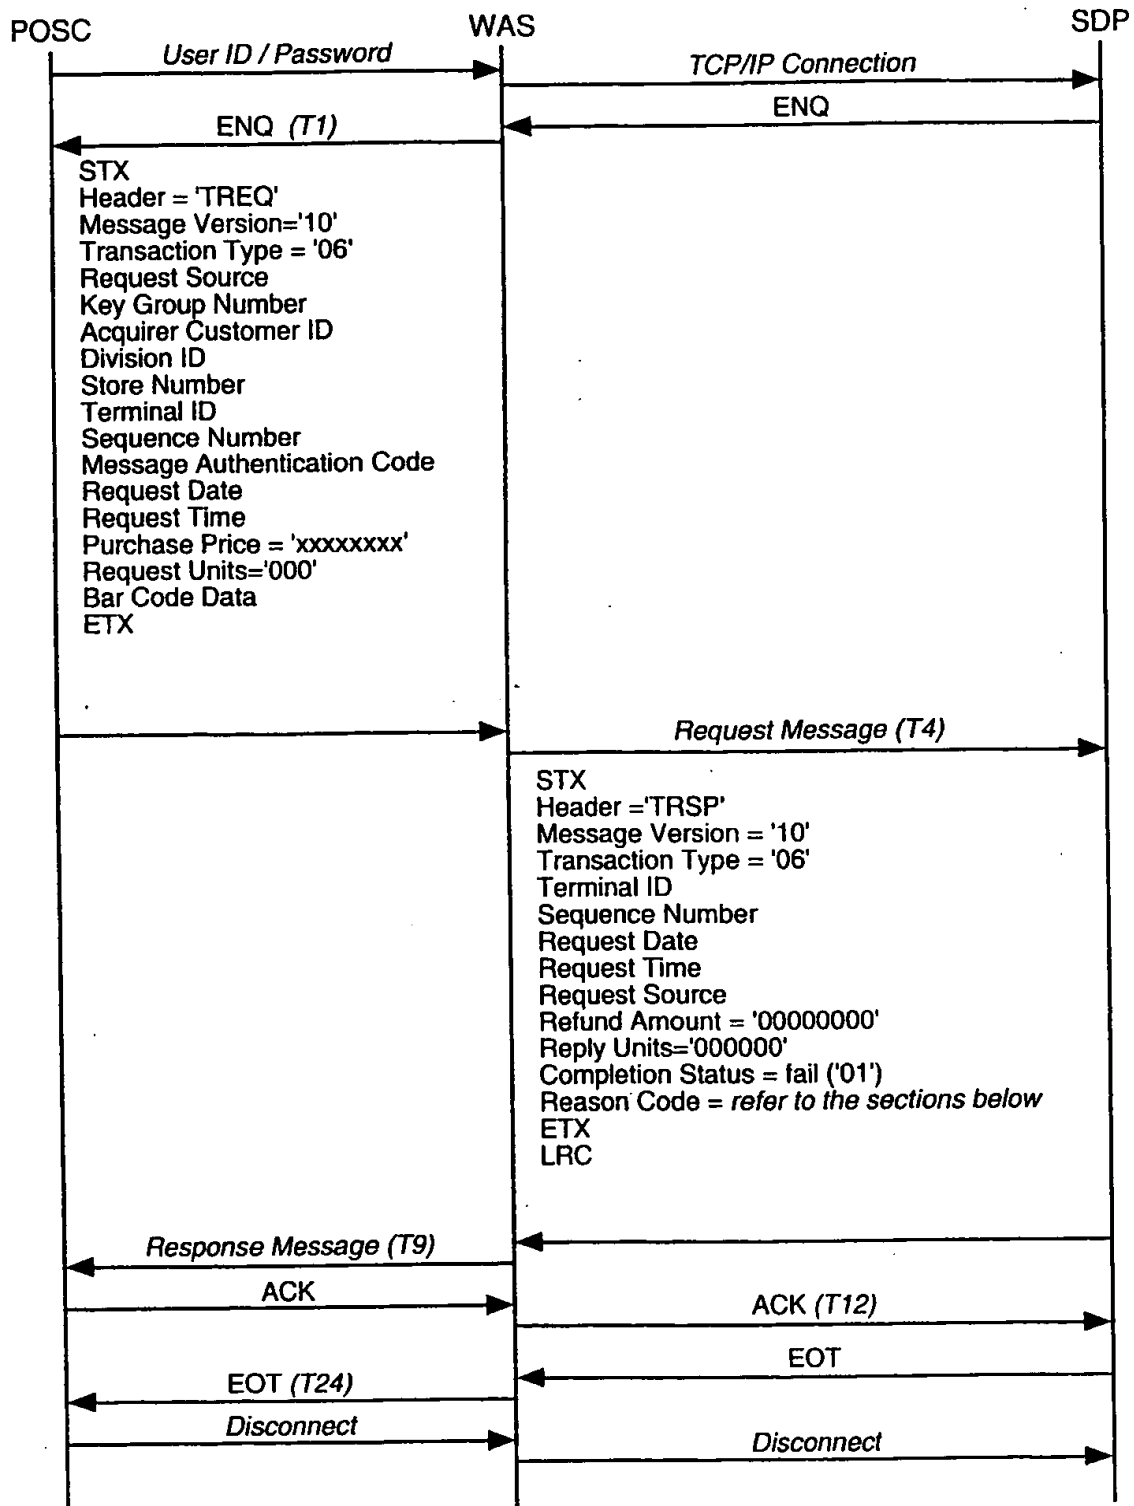 POSC
WAS
SDP
User ID / Password
TCP/IP Connection
ENQ
ENQ (T1)
STX
Header = 'TREQ'
Message Version='10'
Transaction Type = '06'
Request Source
Key Group Number
Acquirer Customer ID
Division ID
Store Number
Terminal ID
Sequence Number
Message Authentication Code
Request Date
Request Time
Purchase Price = 'xxxxxxxx'
Request Units='000'
Bar Code Data
ETX
Request Message (T4)
STX
Header ='TRSP'
Message Version = '10'
Transaction Type = '06'
Terminal ID
Sequence Number
Request Date
Request Time
Request Source
Refund Amount = '00000000'
Reply Units='000000'
Completion Status = fail ('01')
Reason Code = refer to the sections below
ETX
LRC
Response Message (T9)
ACK
ACK (T12)
EOT
EOT (T24)
Disconnect
Disconnect